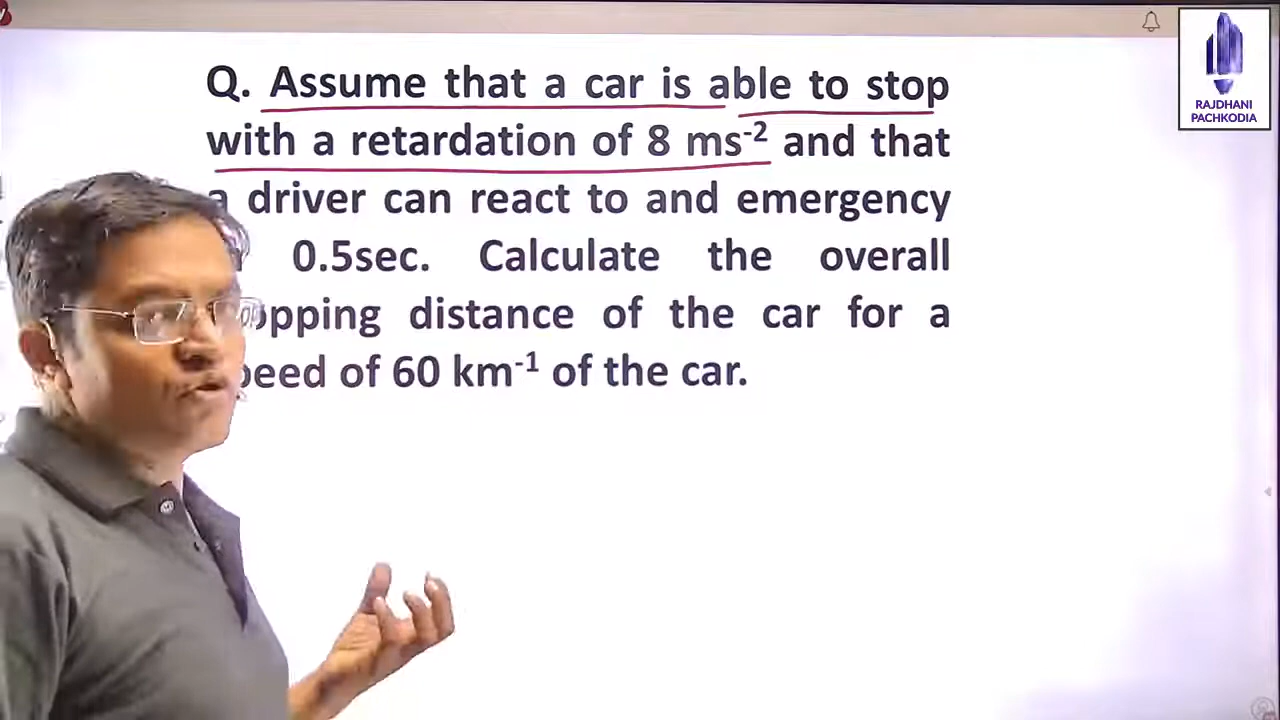 Q. Assume that a car is able to stop
with a retardation of 8 ms⁻² and that
a driver can react to and emergency
0.5sec. Calculate the overall
distance of the car for a
of 60 km⁻¹ of the car.
RAJDHANI
PACHKODIA